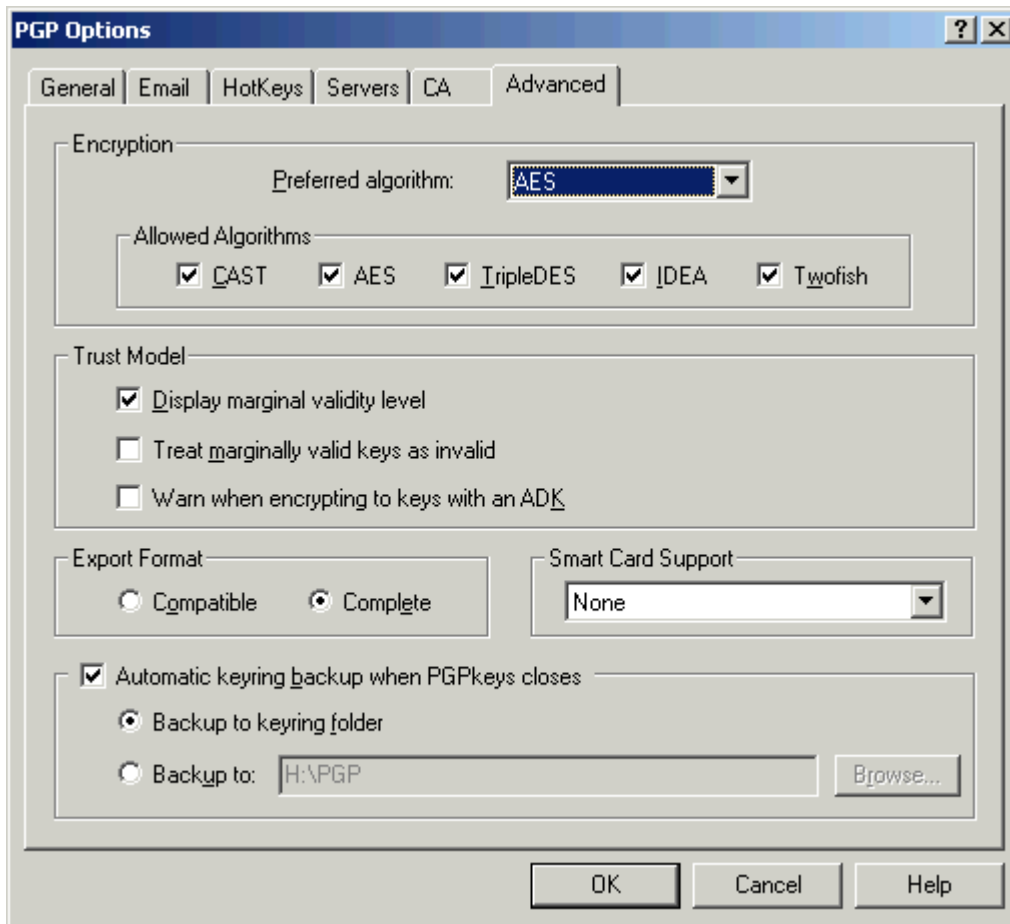 PGP Options
General Email HotKeys Servers CA Advanced
Encryption
Preferred algorithm: AES
Allowed Algorithms
CAST AES TripleDES IDEA Twofish
Trust Model
Display marginal validity level
Treat marginally valid keys as invalid
Warn when encrypting to keys with an ADK
Export Format Smart Card Support
Compatible Complete None
Automatic keyring backup when PGPkeys closes
Backup to keyring folder
Backup to: H:\PGP Browse...
OK Cancel Help